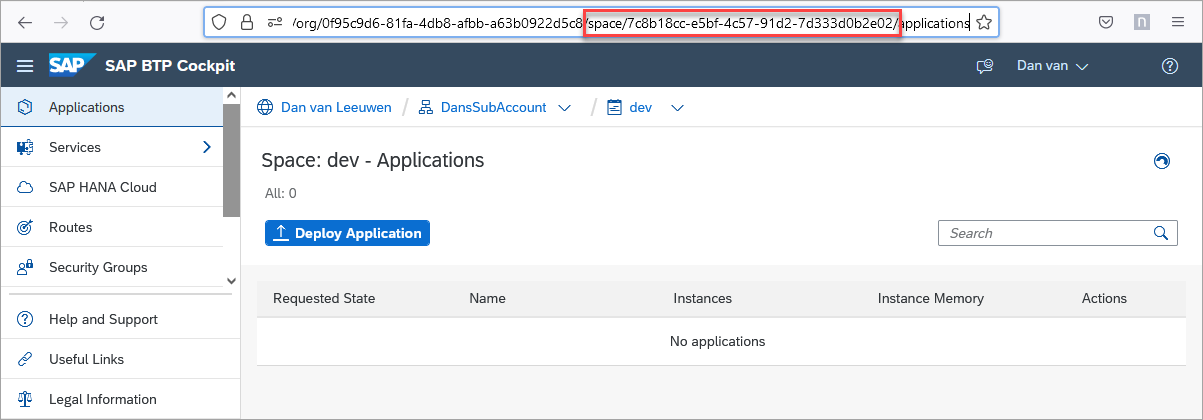 /org/0f95c9d6-81fa-4db8-afbb-a63b0922d5c8/space/7c8b18cc-e5bf-4c57-91d2-7d333d0b2e02/applications
SAP SAP BTP Cockpit Dan van
Applications
Services
SAP HANA Cloud
Routes
Security Groups
Help and Support
Useful Links
Legal Information
Dan van Leeuwen / DansSubAccount / dev
Space: dev - Applications
All: 0
Deploy Application Search
Requested State Name Instances Instance Memory Actions
No applications